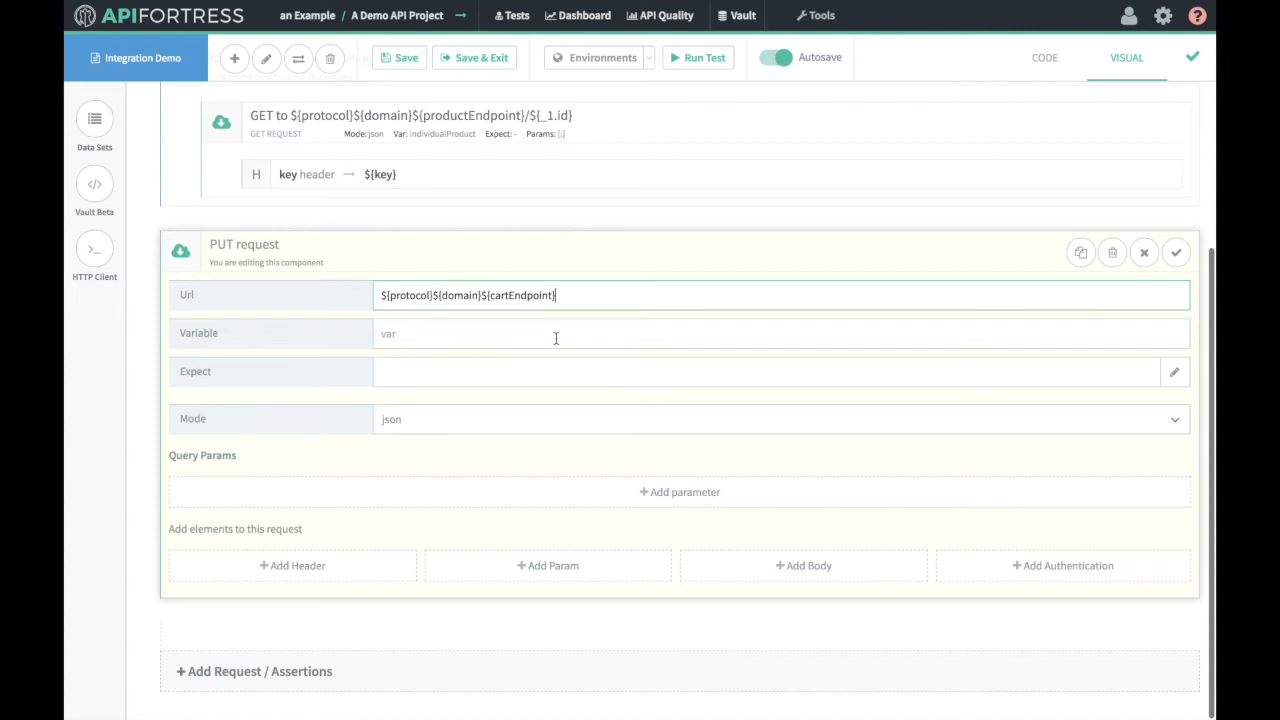 APIFORTRESS
an Example / A Demo API Project → Tests Dashboard API Quality Vault Tools ?
Integration Demo Save Save & Exit Environments Run Test Autosave CODE VISUAL
Data Sets
Vault Beta
HTTP Client
GET to ${protocol}${domain}${productEndpoint}/${_1.id}
GET REQUEST Mode: json Var: individualProduct Expect: - Params: [:]
H key header → ${key}
PUT request
You are editing this component
Url ${protocol}${domain}${cartEndpoint}
Variable var
Expect
Mode json
Query Params
+ Add parameter
Add elements to this request
+ Add Header + Add Param + Add Body + Add Authentication
+ Add Request / Assertions